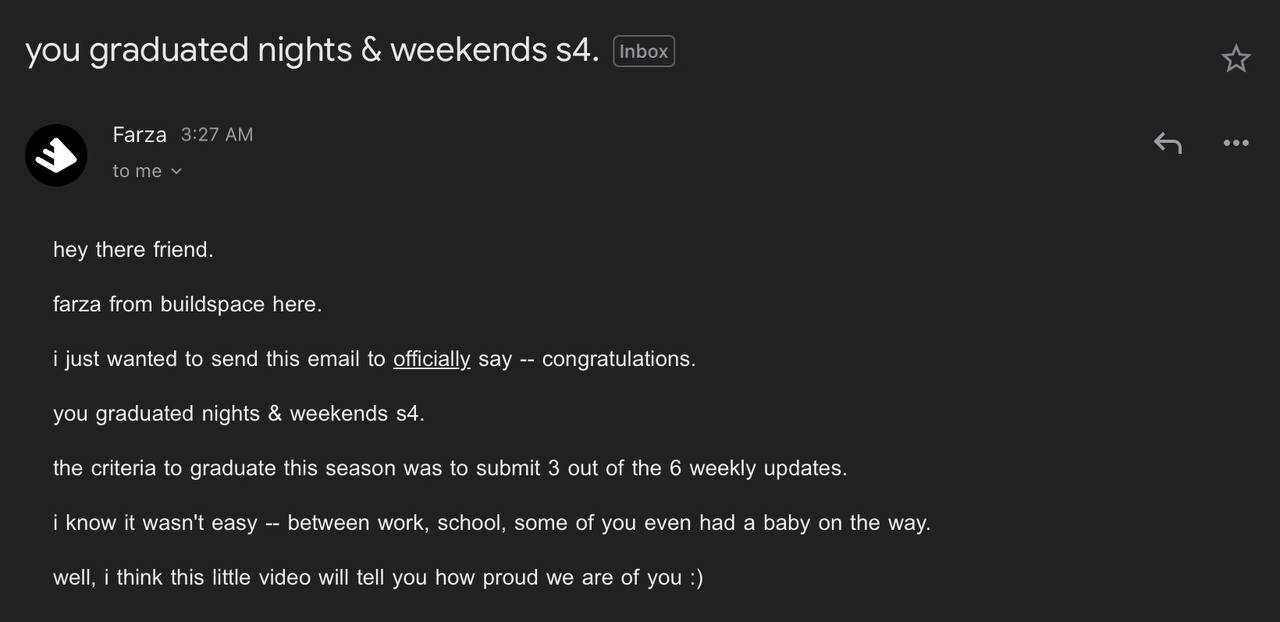 you graduated nights & weekends s4. Inbox
Farza 3:27 AM
to me
hey there friend.
farza from buildspace here.
i just wanted to send this email to officially say -- congratulations.
you graduated nights & weekends s4.
the criteria to graduate this season was to submit 3 out of the 6 weekly updates.
i know it wasn't easy -- between work, school, some of you even had a baby on the way.
well, i think this little video will tell you how proud we are of you :)